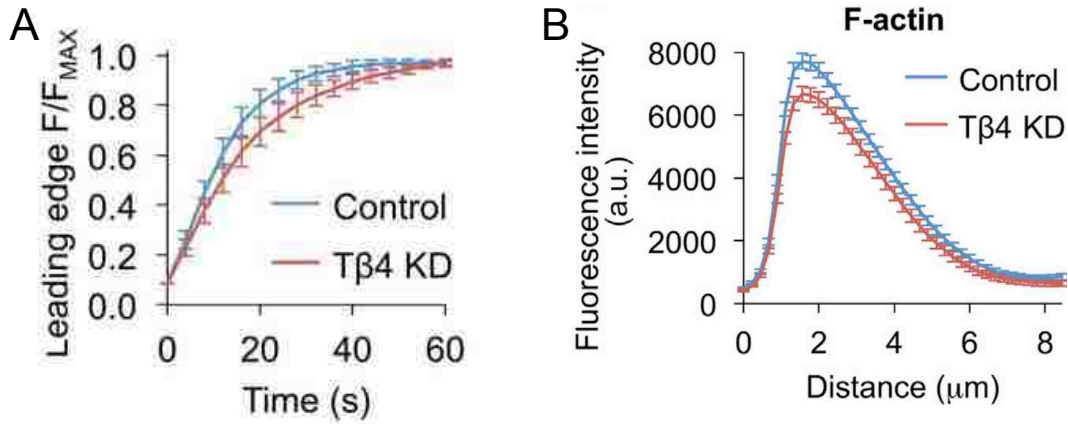 A
Leading edge F/FMAX
1.0
0.8
0.6
0.4
0.2
0.0
Control
Tβ4 KD
0 20 40 60
Time (s)
B
F-actin
Fluorescence intensity
(a.u.)
8000
6000
4000
2000
0
Control
Tβ4 KD
0 2 4 6 8
Distance (μm)